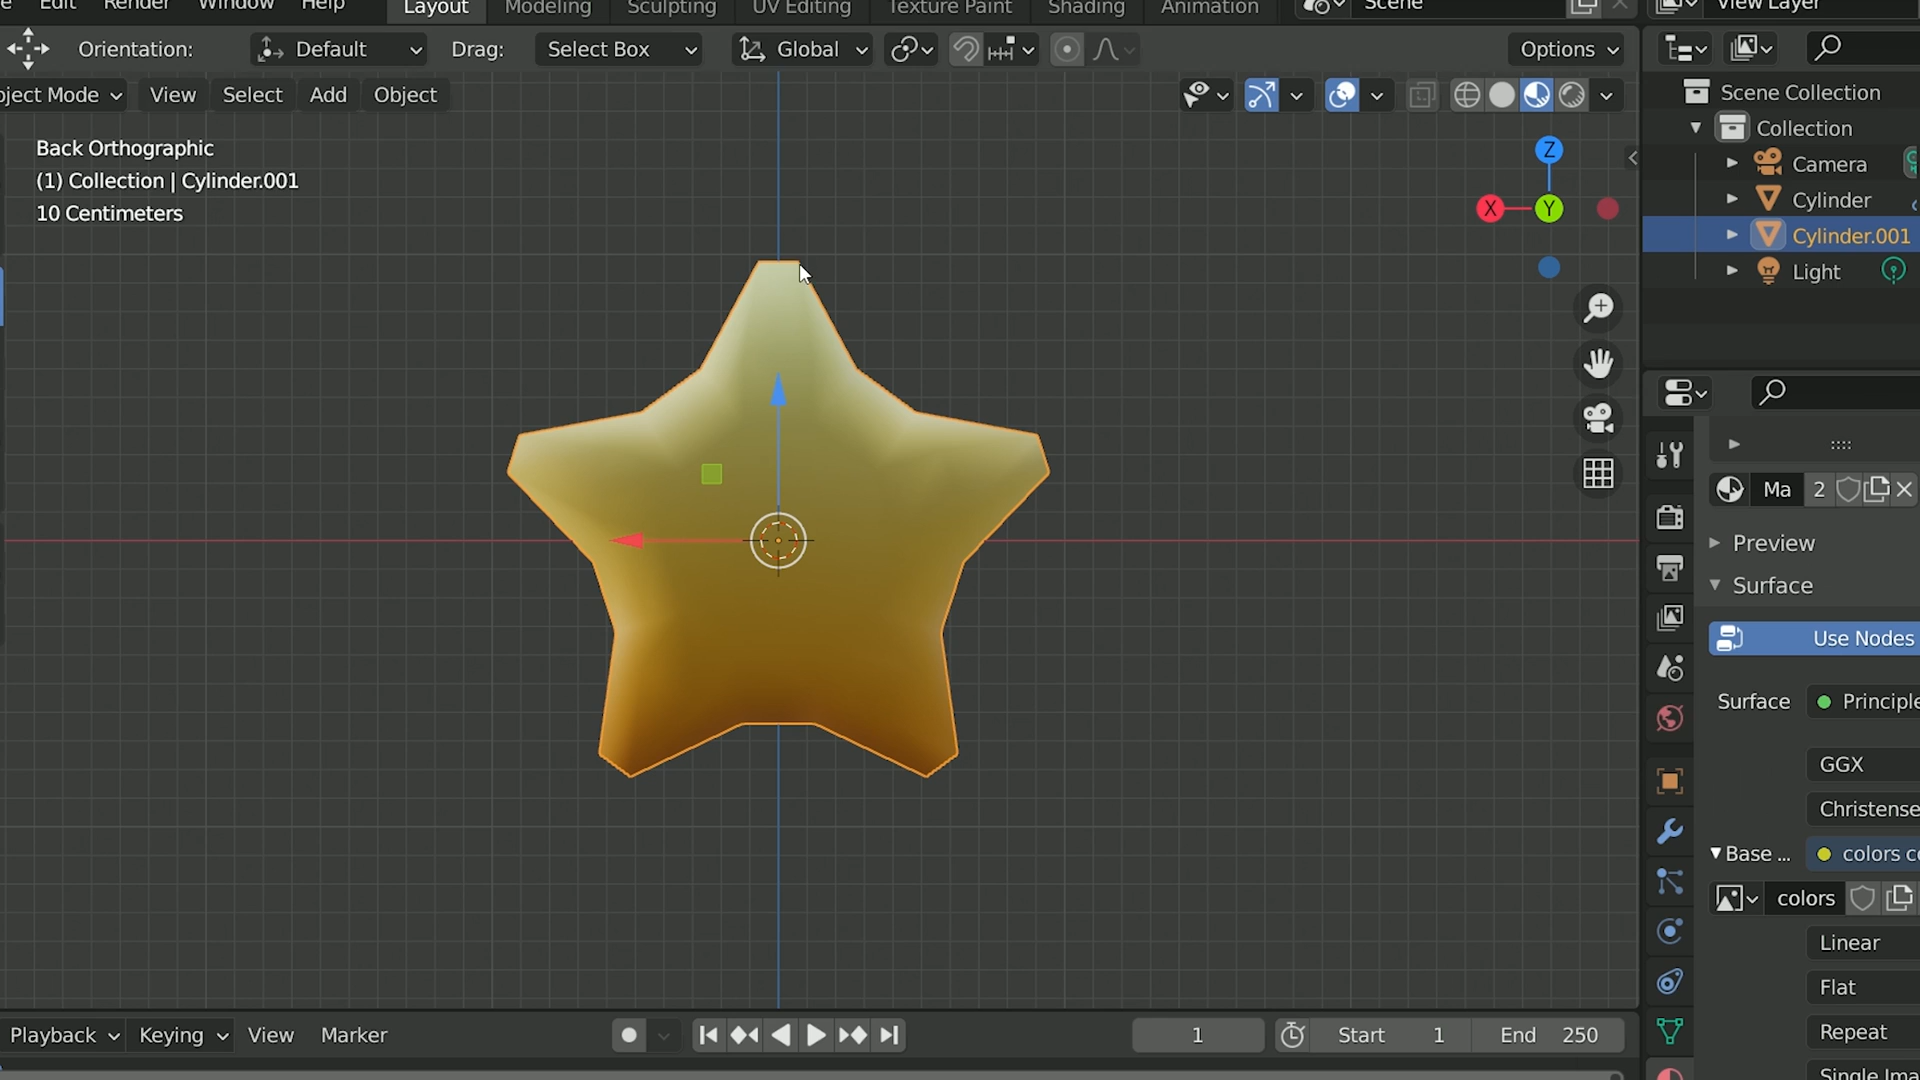 Edit Render Window Help Layout Modeling Sculpting UV Editing Texture Paint Shading Animation Scene View Layer
Orientation: Default Drag: Select Box Global Options
ject Mode View Select Add Object
Back Orthographic
(1) Collection | Cylinder.001
10 Centimeters
Z
X
Y
Scene Collection
Collection
Camera
Cylinder
Cylinder.001
Light
Ma 2
Preview
Surface
Use Nodes
Surface Principle
GGX
Christense
Base ... colors c
colors
Linear
Flat
Repeat
Single Ima
Playback Keying View Marker 1 Start 1 End 250